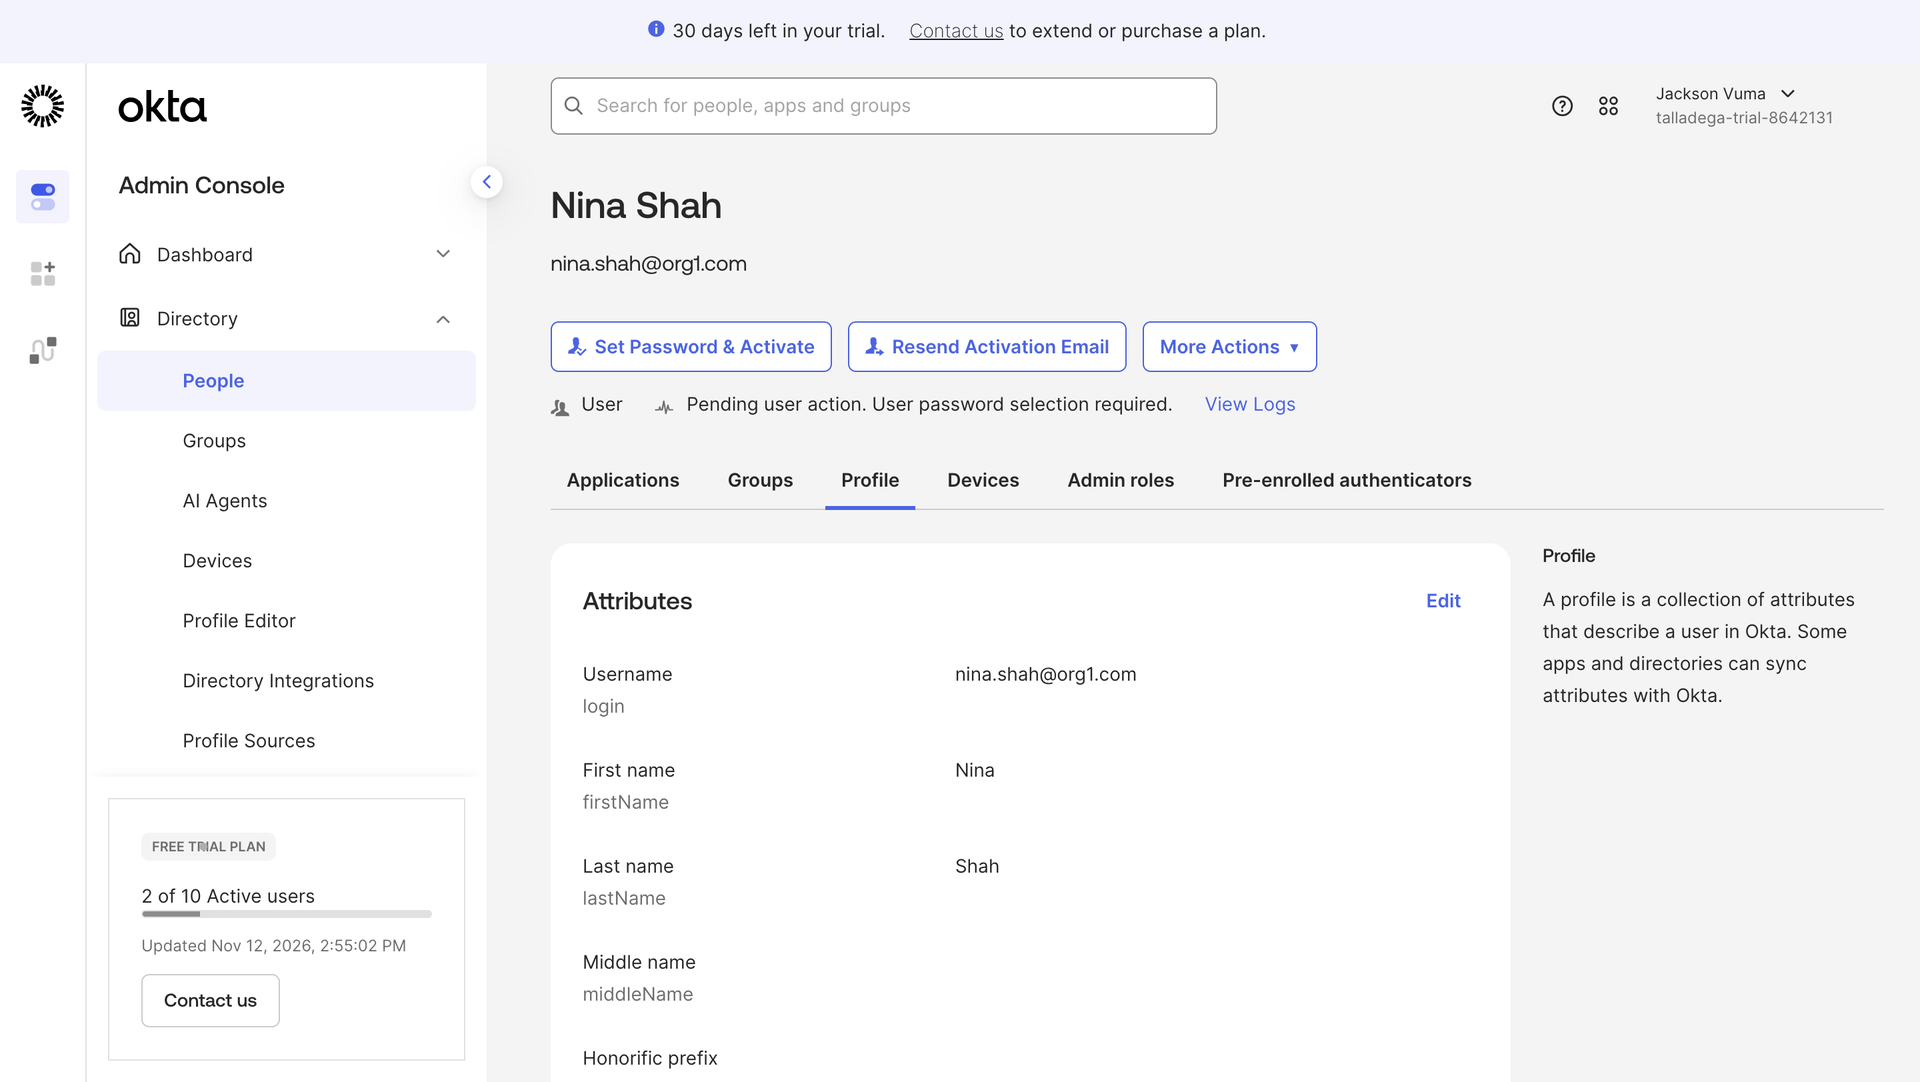 30 days left in your trial. Contact us to extend or purchase a plan.
okta
Admin Console
Dashboard
Directory
People
Groups
AI Agents
Devices
Profile Editor
Directory Integrations
Profile Sources
FREE TRIAL PLAN
2 of 10 Active users
Updated Nov 12, 2026, 2:55:02 PM
Contact us
Search for people, apps and groups
Jackson Vuma
talladega-trial-8642131
Nina Shah
nina.shah@org1.com
Set Password & Activate
Resend Activation Email
More Actions
User
Pending user action. User password selection required.
View Logs
Applications
Groups
Profile
Devices
Admin roles
Pre-enrolled authenticators
Attributes
Edit
Username
login
nina.shah@org1.com
First name
firstName
Nina
Last name
lastName
Shah
Middle name
middleName
Honorific prefix
Profile
A profile is a collection of attributes
that describe a user in Okta. Some
apps and directories can sync
attributes with Okta.